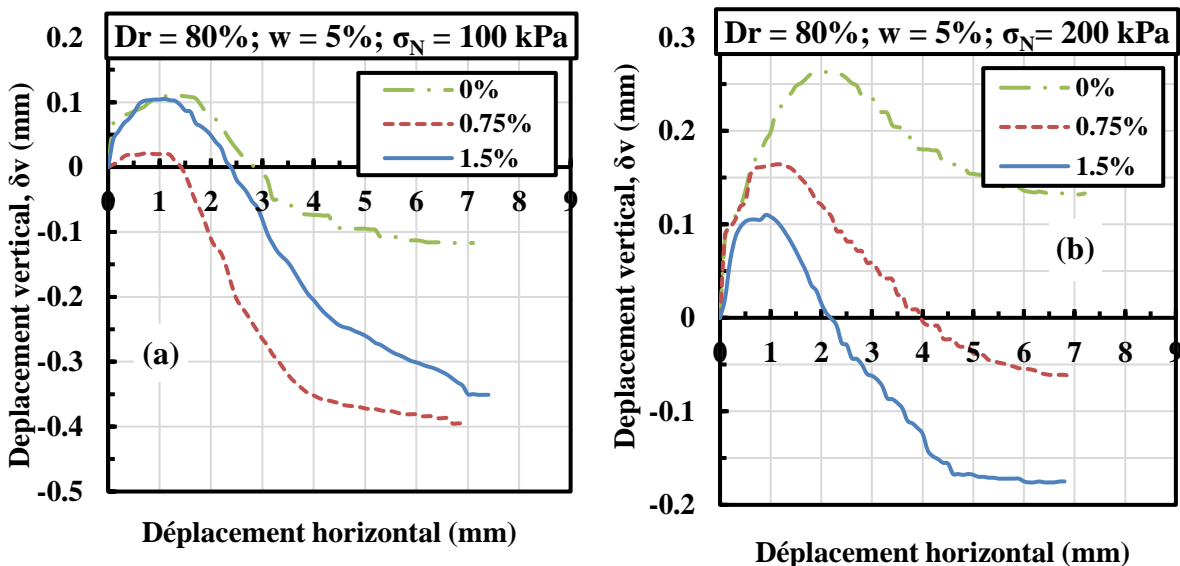 Dr = 80%; w = 5%; σN = 100 kPa
0%
0.75%
1.5%
0.2
0.1
0
-0.1
-0.2
-0.3
-0.4
-0.5
0 1 2 3 4 5 6 7 8 9
Deplacement vertical, δv (mm)
Déplacement horizontal (mm)
(a)
Dr = 80%; w = 5%; σN= 200 kPa
0%
0.75%
1.5%
0.3
0.2
0.1
0
-0.1
-0.2
0 1 2 3 4 5 6 7 8 9
Deplacement vertical, δv (mm)
Déplacement horizontal (mm)
(b)